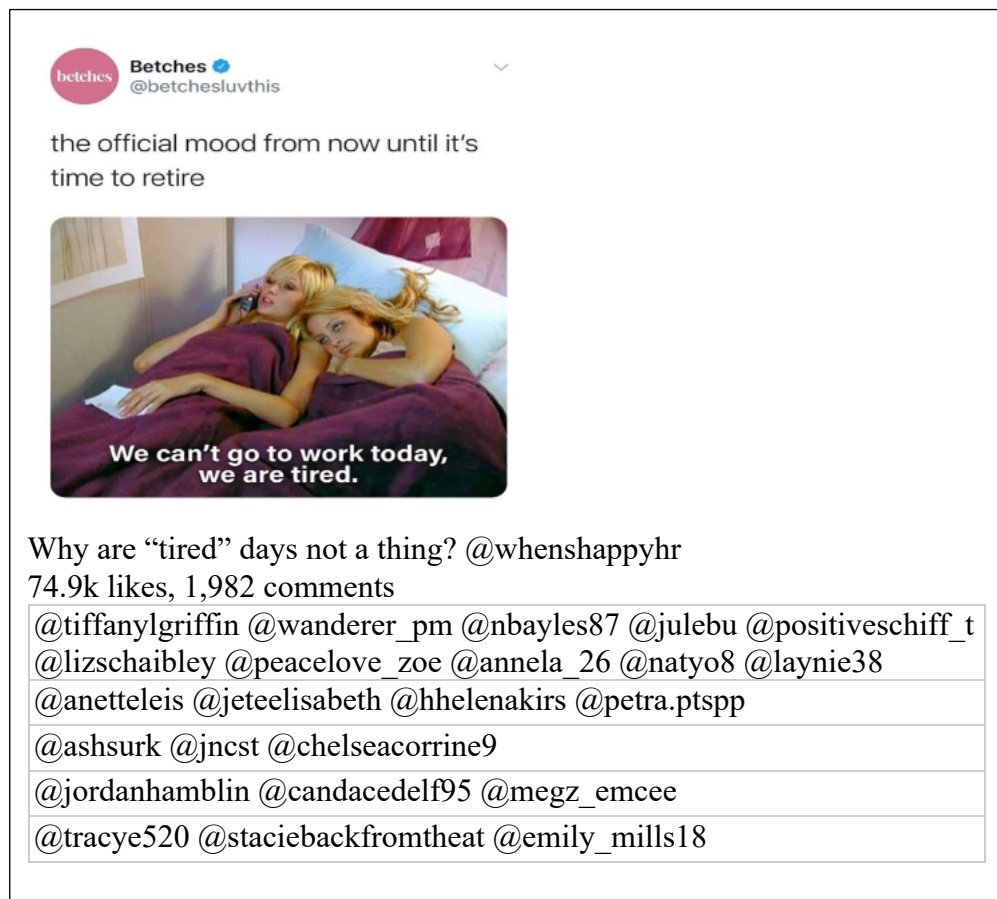 betches
Betches
@betchesluvthis
the official mood from now until it's
time to retire
We can't go to work today,
we are tired.
Why are “tired” days not a thing? @whenshappyhr
74.9k likes, 1,982 comments
@tiffanylgriffin @wanderer_pm @nbayles87 @julebu @positiveschiff_t
@lizschaibley @peacelove_zoe @annela_26 @natyo8 @laynie38
@anetteleis @jeteelisabeth @hhelenakirs @petra.ptspp
@ashsurk @jncst @chelseacorrine9
@jordanhamblin @candacedelf95 @megz_emcee
@tracye520 @staciebackfromtheat @emily_mills18